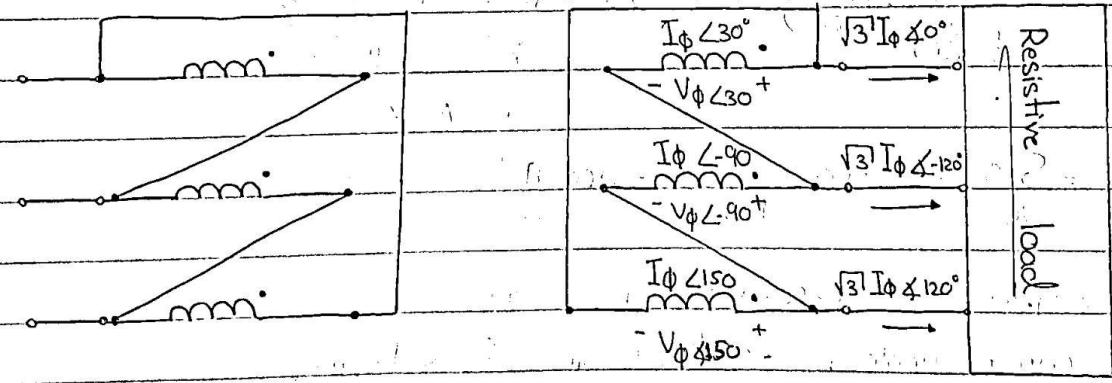 I𝜙 ∠30° √3 I𝜙 ∡0°
- V𝜙 ∠30 +
I𝜙 ∠-90 √3 I𝜙 ∡-120°
- V𝜙 ∠-90 +
I𝜙 ∠150 √3 I𝜙 ∡120°
- V𝜙 ∡150 +
Resistive load.